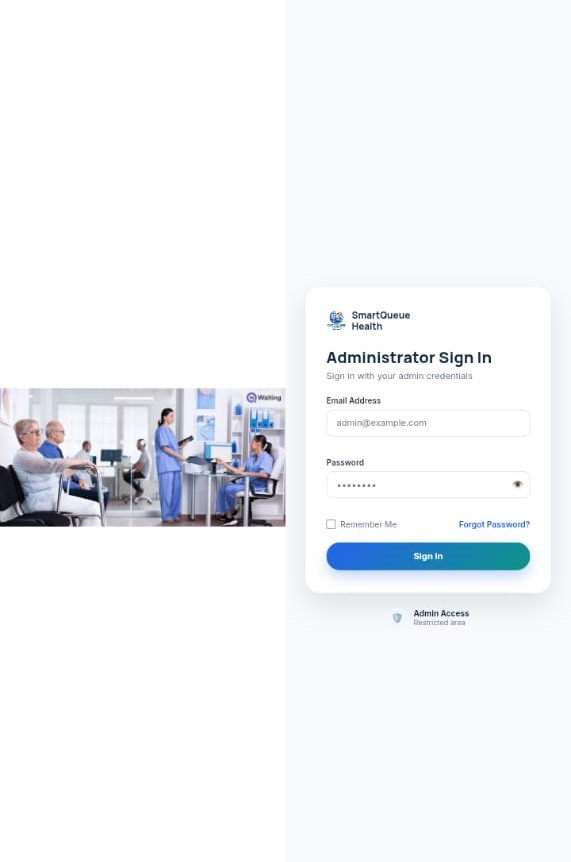 Waiting
SmartQueue
Health
Administrator Sign In
Sign in with your admin credentials
Email Address
admin@example.com
Password
Remember Me
Forgot Password?
Sign In
Admin Access
Restricted area